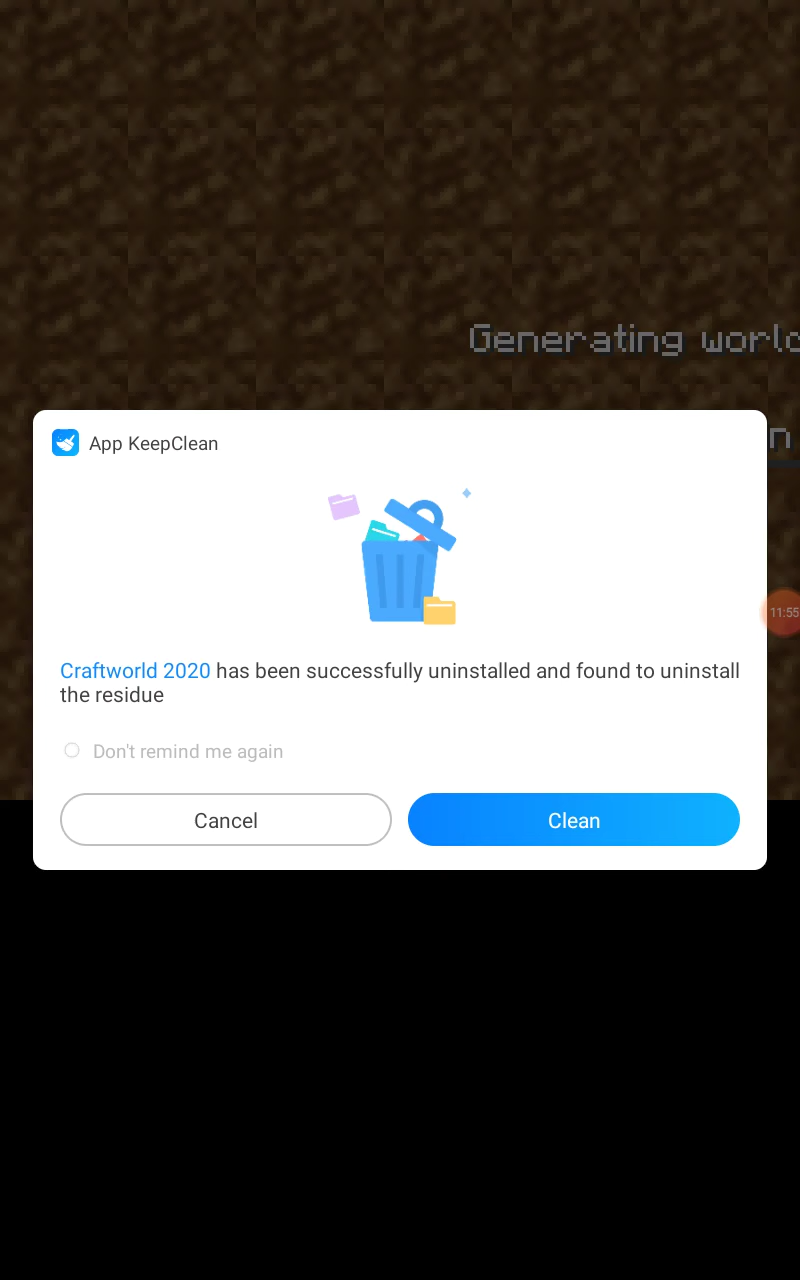 Generating worl
n
App KeepClean
11:55
Craftworld 2020 has been successfully uninstalled and found to uninstall
the residue
Don't remind me again
Cancel
Clean